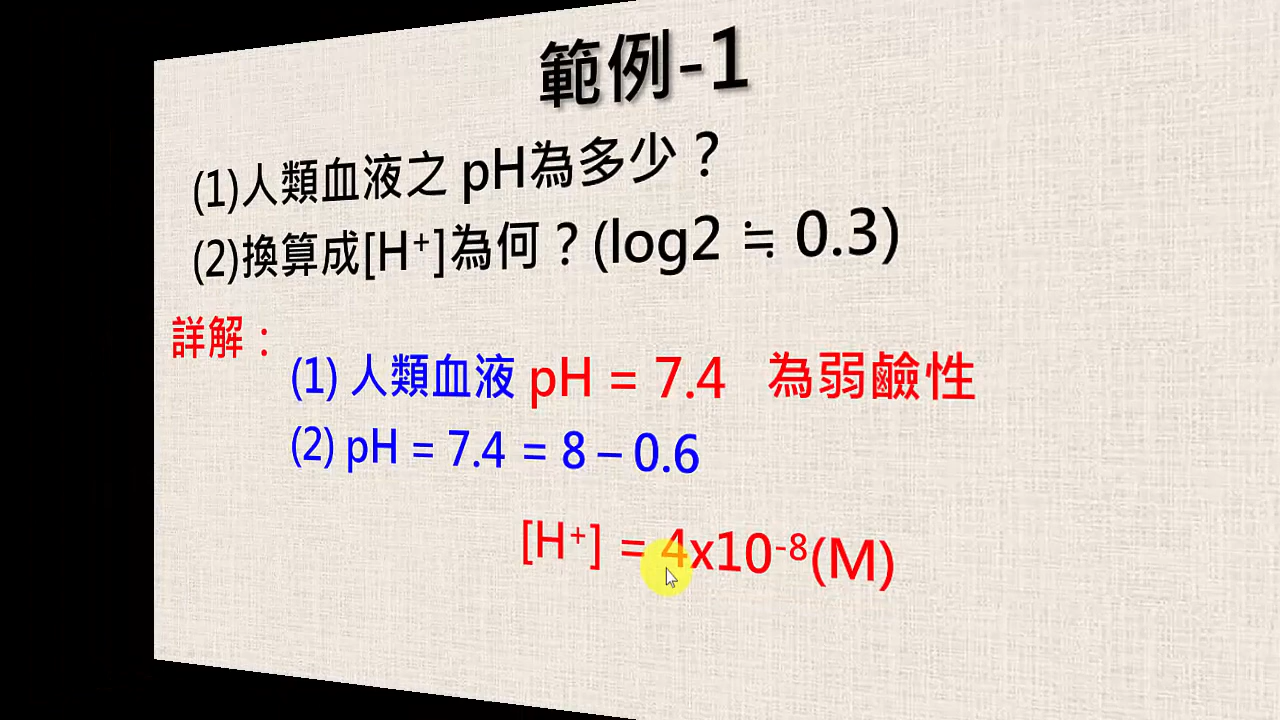 範例-1
(1)人類血液之 pH為多少？
(2)換算成[H⁺]為何？(log2 ≒ 0.3)
詳解：
(1) 人類血液 pH = 7.4 為弱鹼性
(2) pH = 7.4 = 8 – 0.6
[H⁺] = 4x10⁻⁸(M)